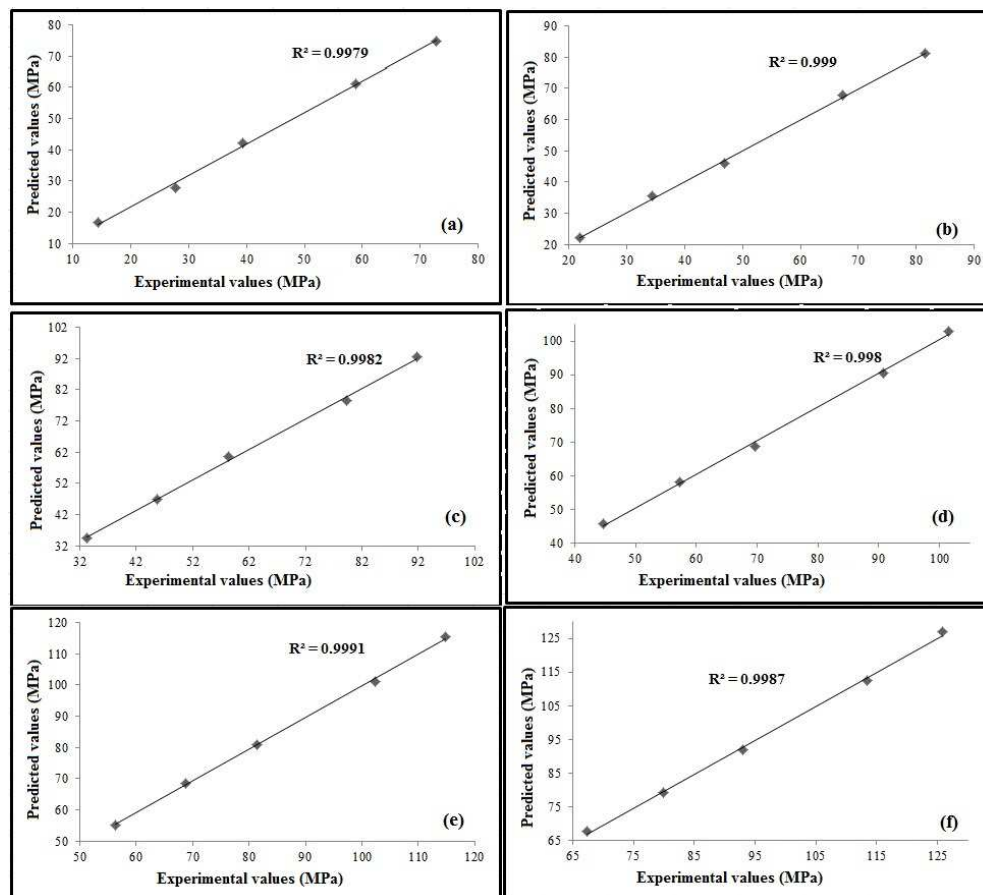 80
70
60
50
40
30
20
10
Predicted values (MPa)
R² = 0.9979
(a)
10 20 30 40 50 60 70 80
Experimental values (MPa)
90
80
70
60
50
40
30
20
Predicted values (MPa)
R² = 0.999
(b)
20 30 40 50 60 70 80 90
Experimental values (MPa)
102
92
82
72
62
52
42
32
Predicted values (MPa)
R² = 0.9982
(c)
32 42 52 62 72 82 92 102
Experimental values (MPa)
100
90
80
70
60
50
40
Predicted values (MPa)
R² = 0.998
(d)
40 50 60 70 80 90 100
Experimental values (MPa)
120
110
100
90
80
70
60
50
Predicted values (MPa)
R² = 0.9991
(e)
50 60 70 80 90 100 110 120
Experimental values (MPa)
125
115
105
95
85
75
65
Predicted values (MPa)
R² = 0.9987
(f)
65 75 85 95 105 115 125
Experimental values (MPa)